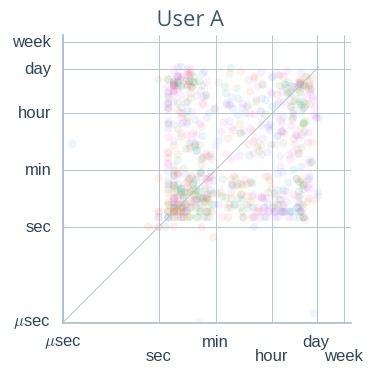 User A
week
day
hour
min
sec
μsec
μsec
min
day
sec
hour
week